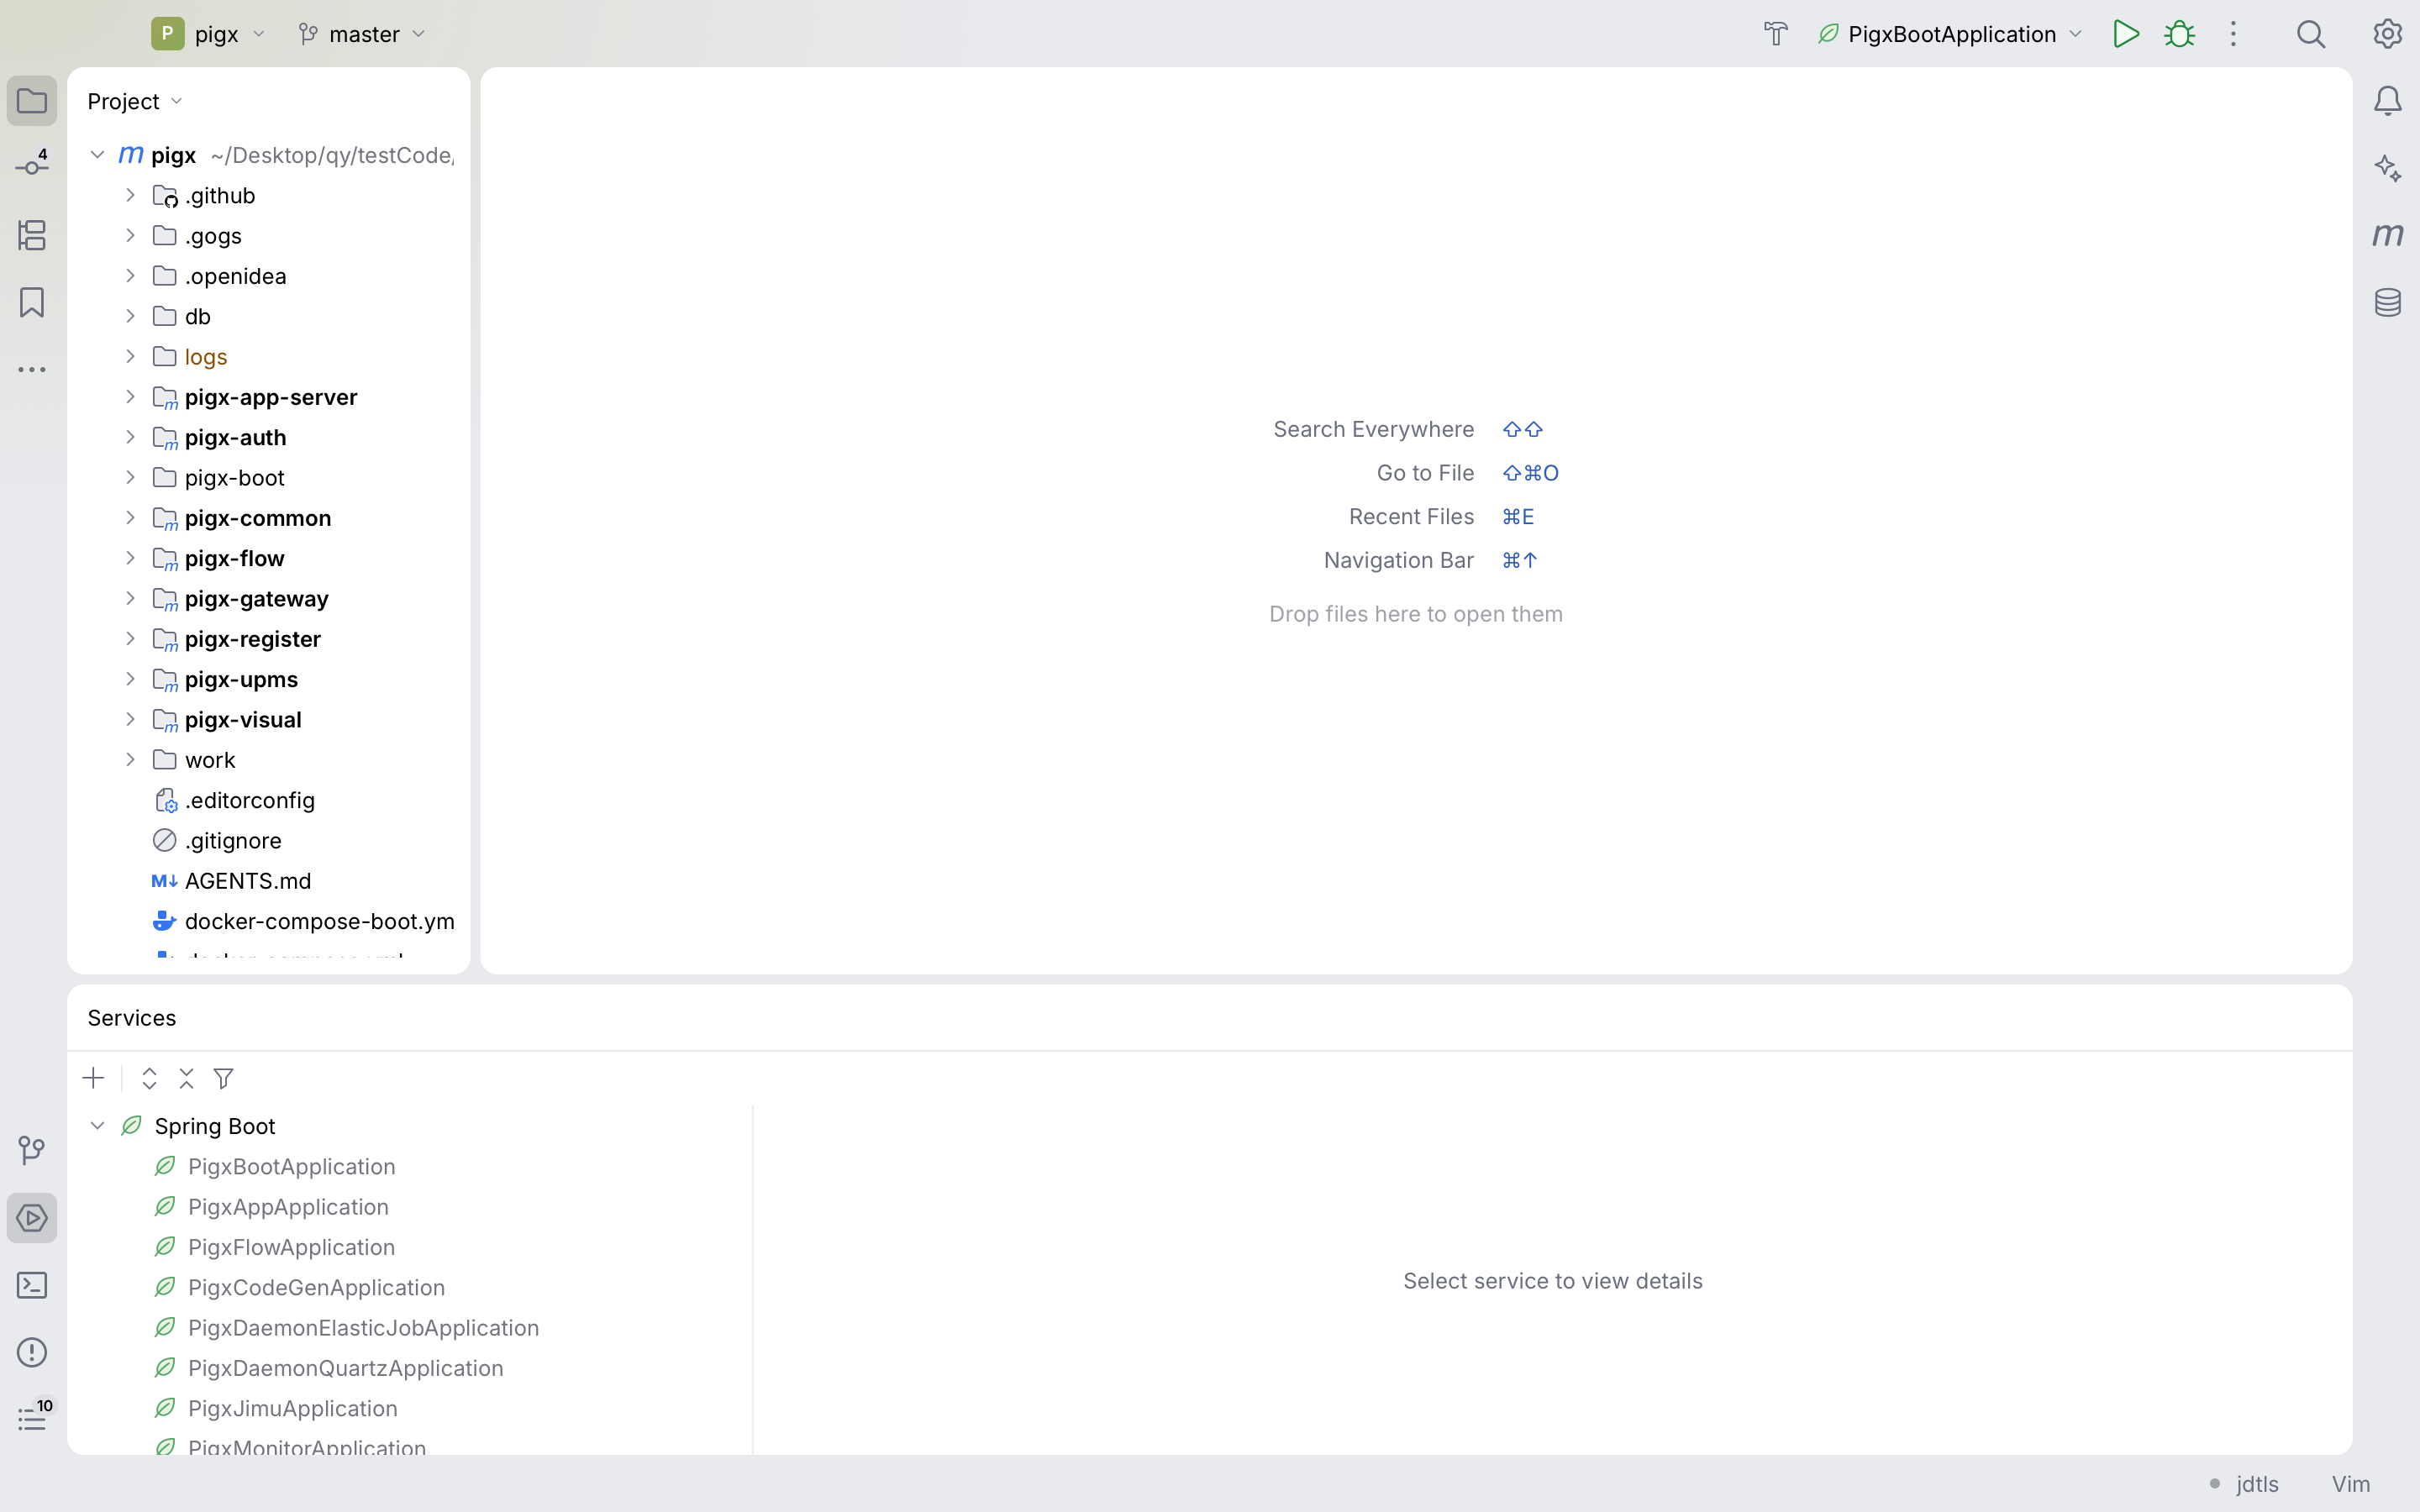 P pigx master PigxBootApplication
Project
4
m pigx ~/Desktop/qy/testCode/
.github
.gogs
.openidea
db
logs
pigx-app-server
pigx-auth
pigx-boot
pigx-common
pigx-flow
pigx-gateway
pigx-register
pigx-upms
pigx-visual
work
.editorconfig
.gitignore
M↓ AGENTS.md
docker-compose-boot.ym
Search Everywhere ⇧⇧
Go to File ⇧⌘O
Recent Files ⌘E
Navigation Bar ⌘↑
Drop files here to open them
m
Services
Spring Boot
PigxBootApplication
PigxAppApplication
PigxFlowApplication
PigxCodeGenApplication
PigxDaemonElasticJobApplication
PigxDaemonQuartzApplication
PigxJimuApplication
PigxMonitorApplication
Select service to view details
10
jdtls Vim